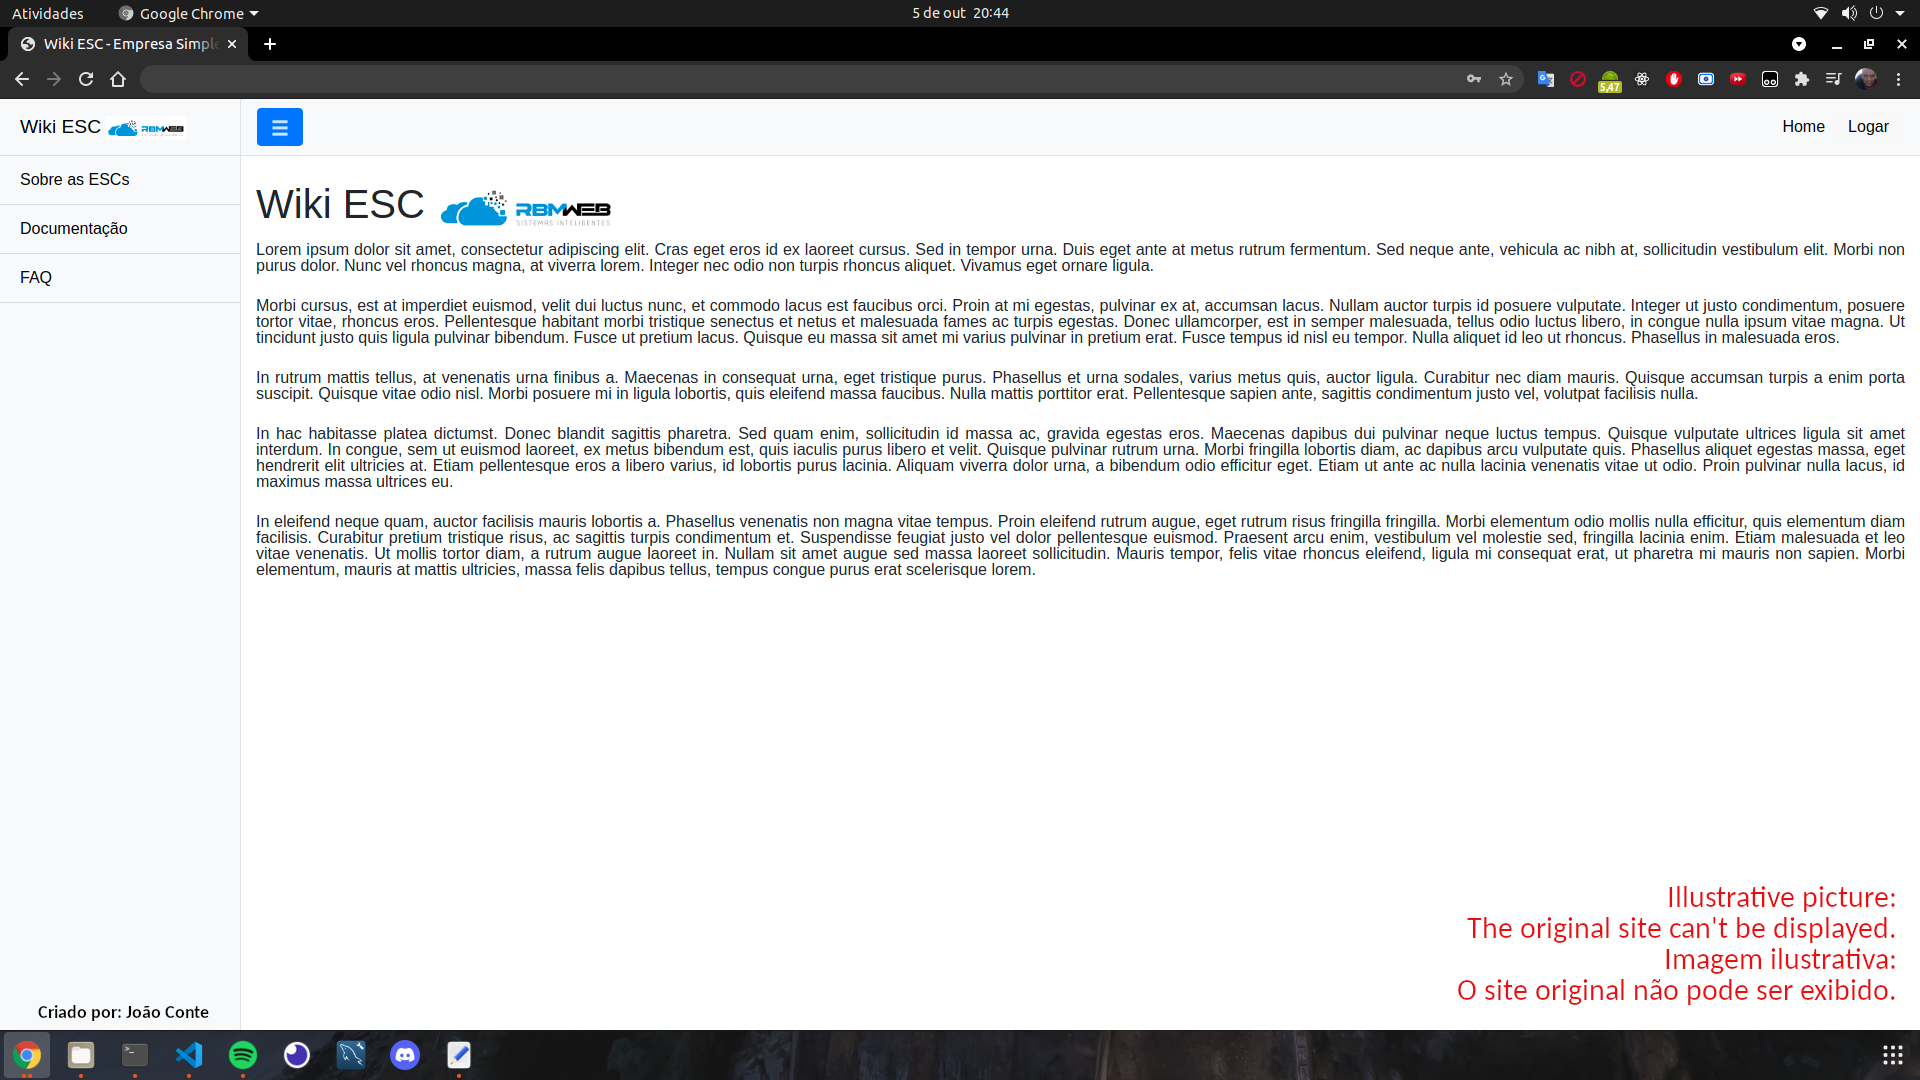 Atividades
Google Chrome
5 de out 20:44
Wiki ESC - Empresa Simple
5,47
Wiki ESC RBMWEB
Home
Logar
Sobre as ESCs
Documentação
FAQ
Wiki ESC RBMWEB
SISTEMAS INTELIGENTES
Lorem ipsum dolor sit amet, consectetur adipiscing elit. Cras eget eros id ex laoreet cursus. Sed in tempor urna. Duis eget ante at metus rutrum fermentum. Sed neque ante, vehicula ac nibh at, sollicitudin vestibulum elit. Morbi non
purus dolor. Nunc vel rhoncus magna, at viverra lorem. Integer nec odio non turpis rhoncus aliquet. Vivamus eget ornare ligula.
Morbi cursus, est at imperdiet euismod, velit dui luctus nunc, et commodo lacus est faucibus orci. Proin at mi egestas, pulvinar ex at, accumsan lacus. Nullam auctor turpis id posuere vulputate. Integer ut justo condimentum, posuere
tortor vitae, rhoncus eros. Pellentesque habitant morbi tristique senectus et netus et malesuada fames ac turpis egestas. Donec ullamcorper, est in semper malesuada, tellus odio luctus libero, in congue nulla ipsum vitae magna. Ut
tincidunt justo quis ligula pulvinar bibendum. Fusce ut pretium lacus. Quisque eu massa sit amet mi varius pulvinar in pretium erat. Fusce tempus id nisl eu tempor. Nulla aliquet id leo ut rhoncus. Phasellus in malesuada eros.
In rutrum mattis tellus, at venenatis urna finibus a. Maecenas in consequat urna, eget tristique purus. Phasellus et urna sodales, varius metus quis, auctor ligula. Curabitur nec diam mauris. Quisque accumsan turpis a enim porta
suscipit. Quisque vitae odio nisl. Morbi posuere mi in ligula lobortis, quis eleifend massa faucibus. Nulla mattis porttitor erat. Pellentesque sapien ante, sagittis condimentum justo vel, volutpat facilisis nulla.
In hac habitasse platea dictumst. Donec blandit sagittis pharetra. Sed quam enim, sollicitudin id massa ac, gravida egestas eros. Maecenas dapibus dui pulvinar neque luctus tempus. Quisque vulputate ultrices ligula sit amet
interdum. In congue, sem ut euismod laoreet, ex metus bibendum est, quis iaculis purus libero et velit. Quisque pulvinar rutrum urna. Morbi fringilla lobortis diam, ac dapibus arcu vulputate quis. Phasellus aliquet egestas massa, eget
hendrerit elit ultricies at. Etiam pellentesque eros a libero varius, id lobortis purus lacinia. Aliquam viverra dolor urna, a bibendum odio efficitur eget. Etiam ut ante ac nulla lacinia venenatis vitae ut odio. Proin pulvinar nulla lacus, id
maximus massa ultrices eu.
In eleifend neque quam, auctor facilisis mauris lobortis a. Phasellus venenatis non magna vitae tempus. Proin eleifend rutrum augue, eget rutrum risus fringilla fringilla. Morbi elementum odio mollis nulla efficitur, quis elementum diam
facilisis. Curabitur pretium tristique risus, ac sagittis turpis condimentum et. Suspendisse feugiat justo vel dolor pellentesque euismod. Praesent arcu enim, vestibulum vel molestie sed, fringilla lacinia enim. Etiam malesuada et leo
vitae venenatis. Ut mollis tortor diam, a rutrum augue laoreet in. Nullam sit amet augue sed massa laoreet sollicitudin. Mauris tempor, felis vitae rhoncus eleifend, ligula mi consequat erat, ut pharetra mi mauris non sapien. Morbi
elementum, mauris at mattis ultricies, massa felis dapibus tellus, tempus congue purus erat scelerisque lorem.
Illustrative picture:
The original site can't be displayed.
Imagem ilustrativa:
O site original não pode ser exibido.
Criado por: João Conte